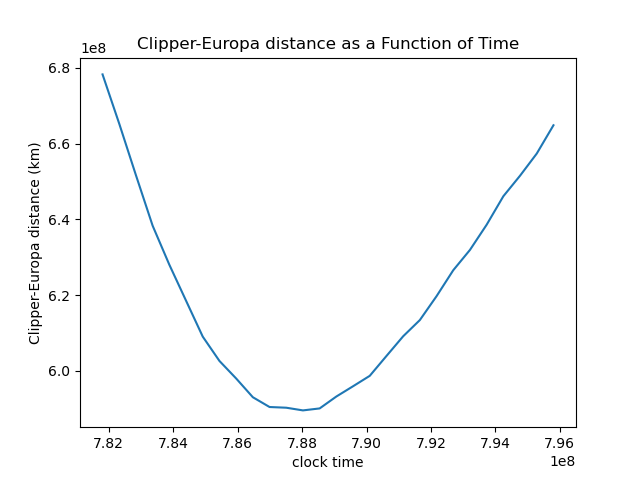 Clipper-Europa distance as a Function of Time
1e8
6.8
6.6
6.4
6.2
6.0
Clipper-Europa distance (km)
7.82 7.84 7.86 7.88 7.90 7.92 7.94 7.96
clock time
1e8